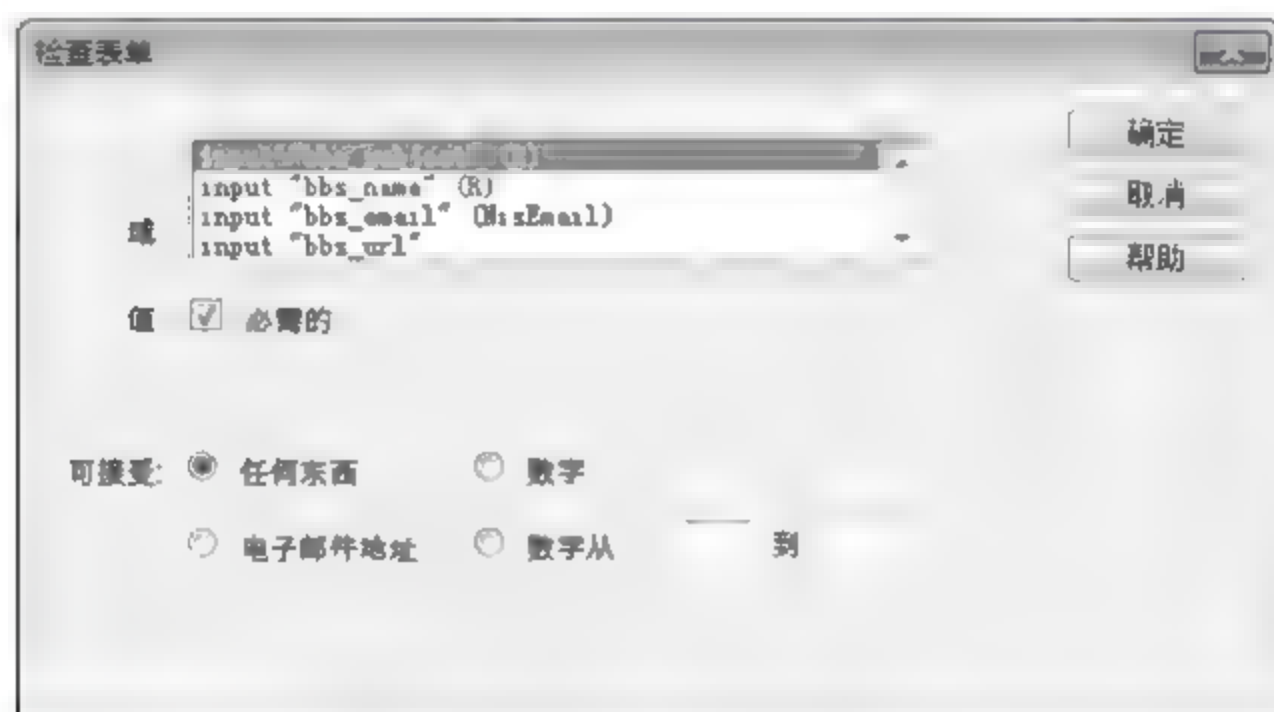 检查表单
确定
input "bbs_name" (R)
取消
input "bbs_email" (NisEmail)
域
input "bbs_url"
帮助
值 必需的
可接受: 任何东西 数字
电子邮件地址 数字从 到